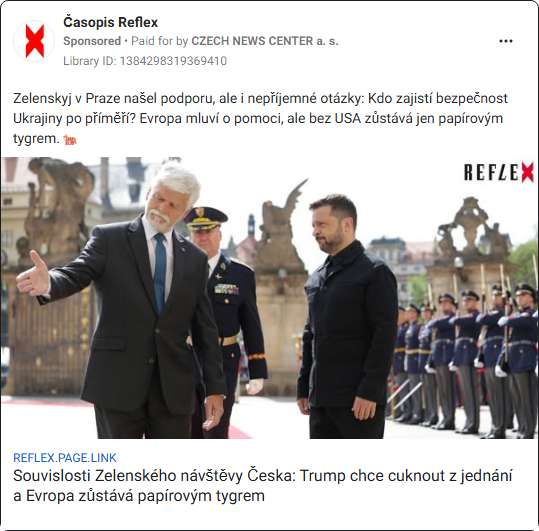 Časopis Reflex
Sponsored • Paid for by CZECH NEWS CENTER a. s.
Library ID: 1384298319369410
Zelenskyj v Praze našel podporu, ale i nepříjemné otázky: Kdo zajistí bezpečnost
Ukrajiny po příměří? Evropa mluví o pomoci, ale bez USA zůstává jen papírovým
tygrem. 🐅
REFLEX
REFLEX.PAGE.LINK
Souvislosti Zelenského návštěvy Česka: Trump chce cuknout z jednání
a Evropa zůstává papírovým tygrem